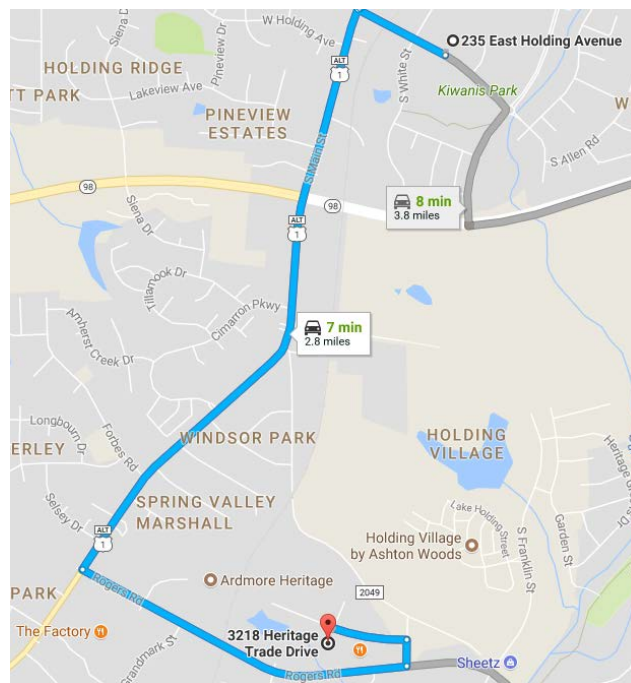 W Holding Ave
235 East Holding Avenue
Siena Dr
Pineview Dr
ALT
1
HOLDING RIDGE
S White St
Lakeview Ave
Kiwanis Park
TT PARK
W
PINEVIEW
ESTATES
S Main St
S Allen Rd
98
8 min
3.8 miles
98
98
Siena Dr
ALT
1
Tillamook Dr
Cimarron Pkwy
7 min
2.8 miles
Amherst Creek Dr
Longbourn Dr
Forbes Rd
WINDSOR PARK
HOLDING
VILLAGE
ERLEY
Heritage
Selsey Dr
SPRING VALLEY
MARSHALL
Lake Holding
Street
Garden St
S Franklin St
ALT
1
Holding Village
by Ashton Woods
Rogers Rd
Ardmore Heritage
PARK
2049
The Factory
Grandmark St
3218 Heritage
Trade Drive
Rogers Rd
Sheetz